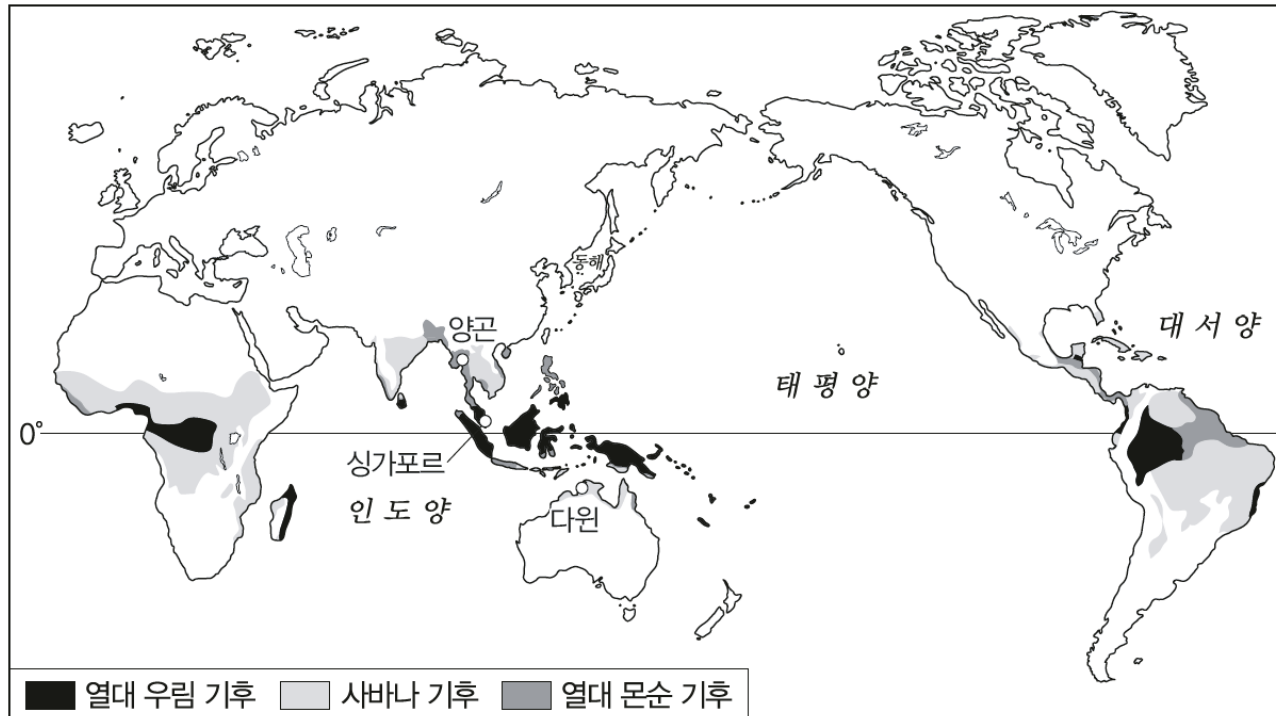 동해
양곤
대서양
태평양
0°
싱가포르
인도양
다윈
열대 우림 기후
사바나 기후
열대 몬순 기후